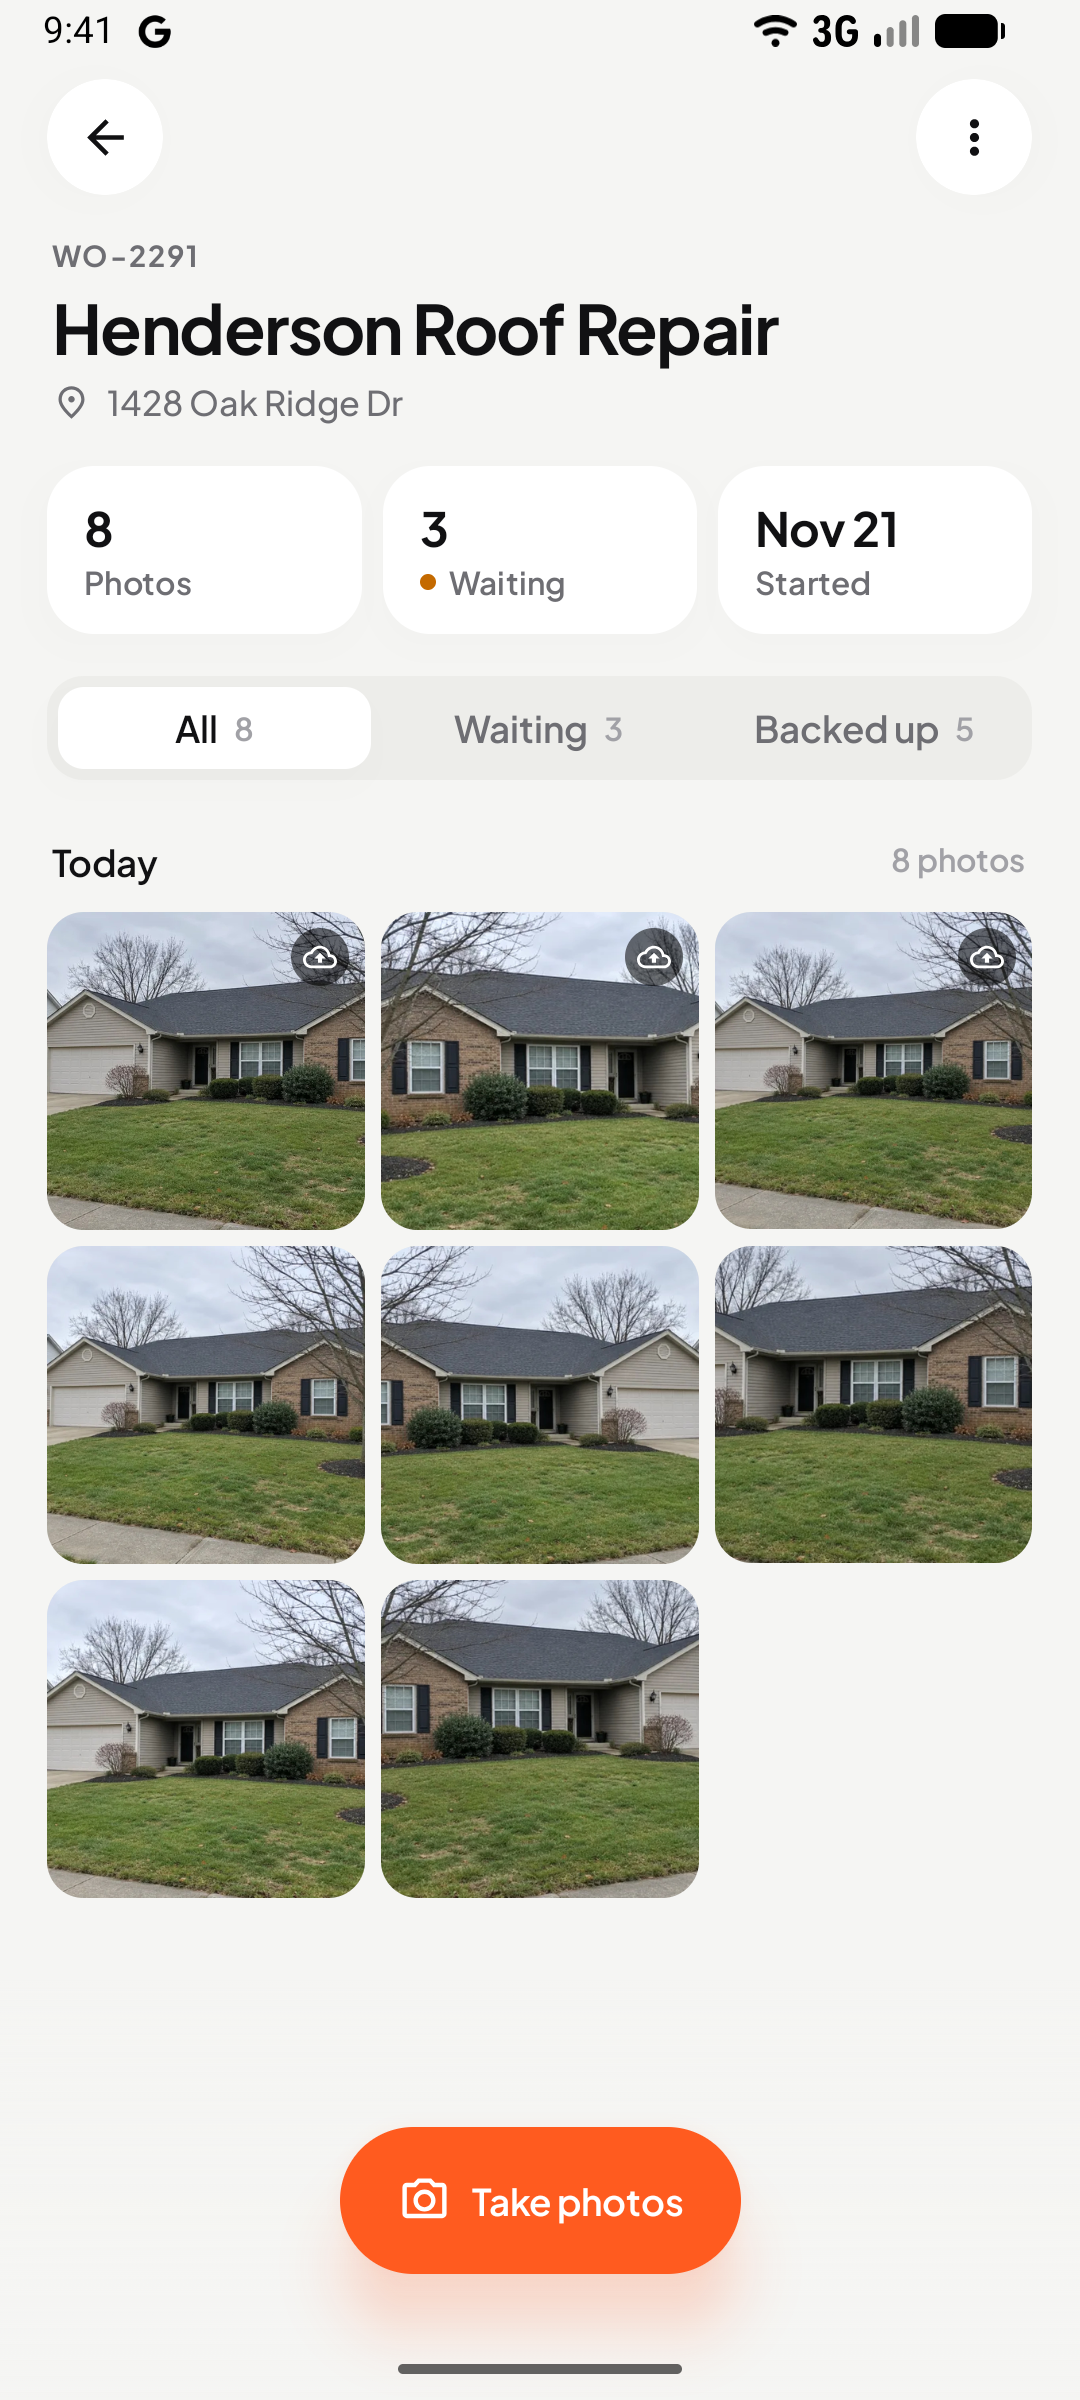 9:41 G 3G
WO-2291
Henderson Roof Repair
1428 Oak Ridge Dr
8 3 Nov 21
Photos Waiting Started
All 8 Waiting 3 Backed up 5
Today 8 photos
Take photos